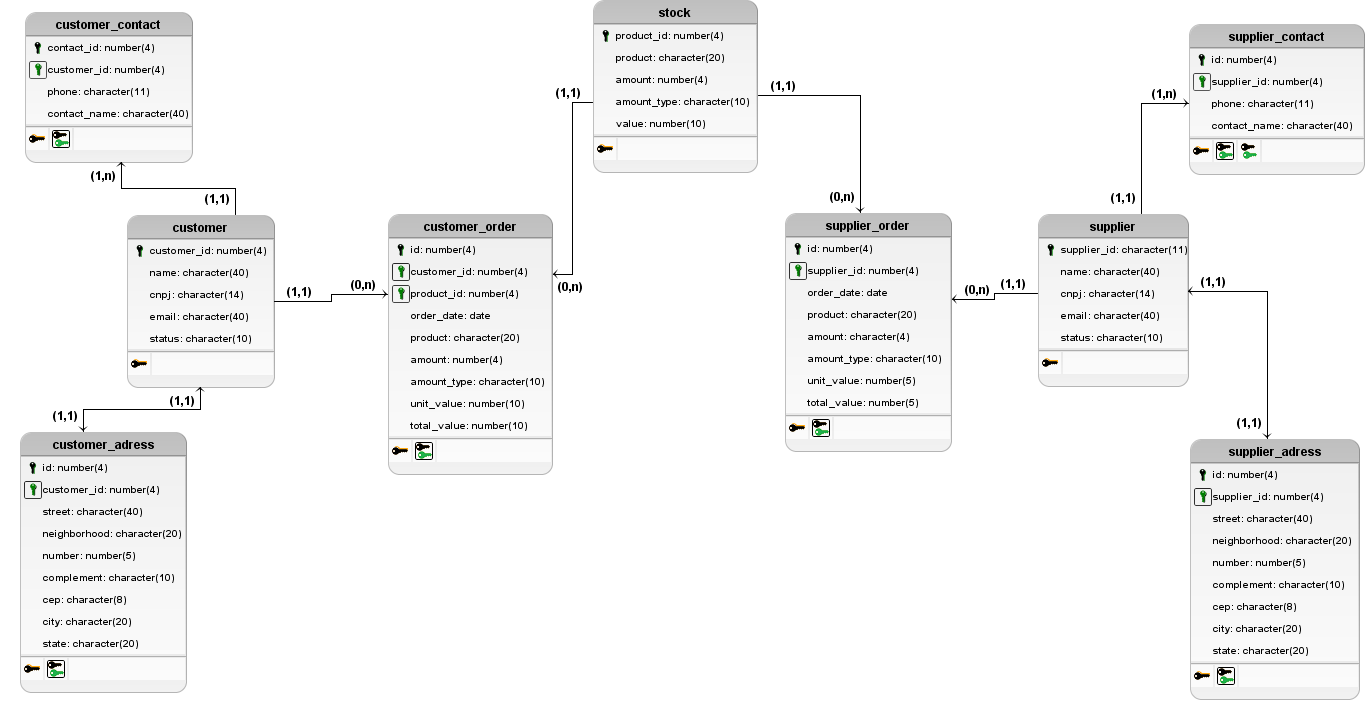 customer_contact
contact_id: number(4)
customer_id: number(4)
phone: character(11)
contact_name: character(40)
(1,n)
(1,1)
customer
customer_id: number(4)
name: character(40)
cnpj: character(14)
email: character(40)
status: character(10)
(1,1)
(0,n)
(1,1)
(1,1)
customer_adress
id: number(4)
customer_id: number(4)
street: character(40)
neighborhood: character(20)
number: number(5)
complement: character(10)
cep: character(8)
city: character(20)
state: character(20)
customer_order
id: number(4)
customer_id: number(4)
product_id: number(4)
order_date: date
product: character(20)
amount: number(4)
amount_type: character(10)
unit_value: number(10)
total_value: number(10)
stock
product_id: number(4)
product: character(20)
amount: number(4)
amount_type: character(10)
value: number(10)
(1,1)
(0,n)
(1,1)
(0,n)
supplier_order
id: number(4)
supplier_id: number(4)
order_date: date
product: character(20)
amount: character(4)
amount_type: character(10)
unit_value: number(5)
total_value: number(5)
(0,n)
(1,1)
supplier
supplier_id: character(11)
name: character(40)
cnpj: character(14)
email: character(40)
status: character(10)
(1,1)
(1,n)
supplier_contact
id: number(4)
supplier_id: number(4)
phone: character(11)
contact_name: character(40)
(1,1)
(1,1)
supplier_adress
id: number(4)
supplier_id: number(4)
street: character(40)
neighborhood: character(20)
number: number(5)
complement: character(10)
cep: character(8)
city: character(20)
state: character(20)